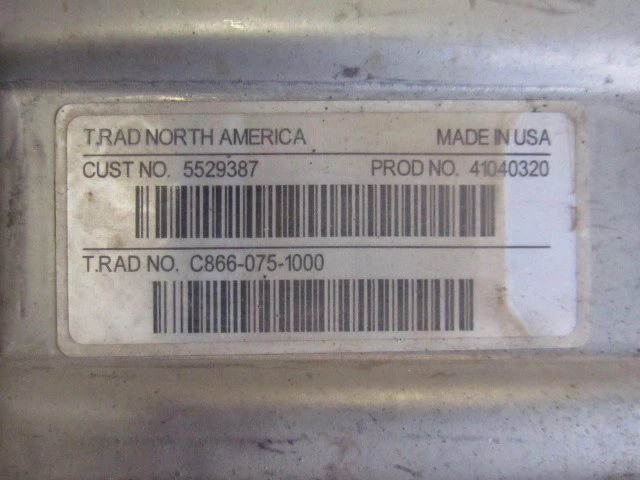 T.RAD NORTH AMERICA MADE IN USA
CUST NO. 5529387 PROD NO. 41040320
T.RAD NO. C866-075-1000